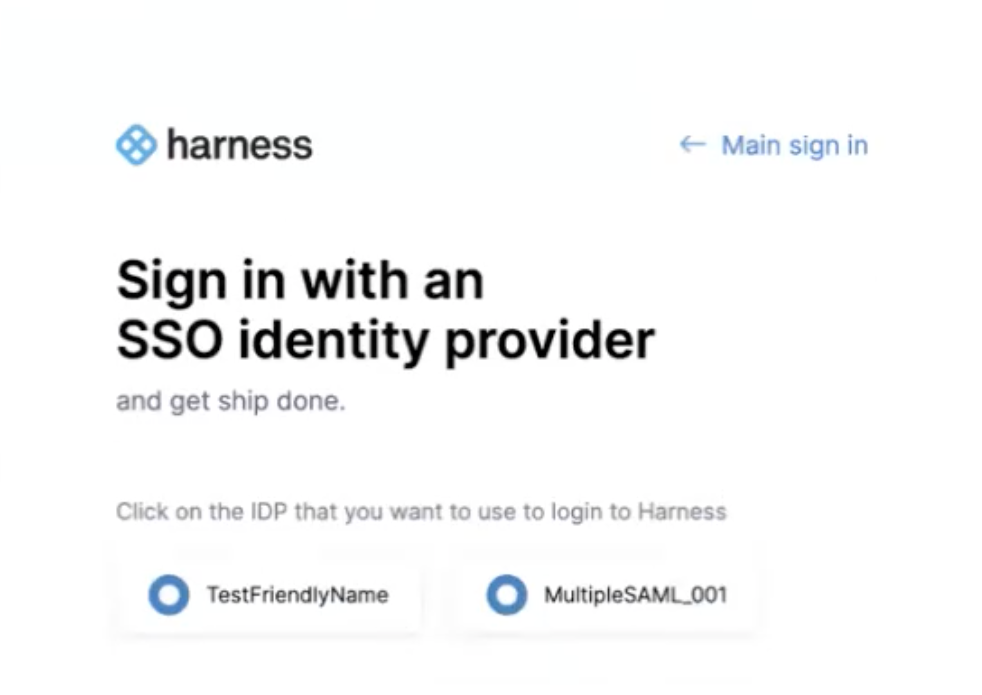 harness
← Main sign in
Sign in with an
SSO identity provider
and get ship done.
Click on the IDP that you want to use to login to Harness
TestFriendlyName
MultipleSAML_001